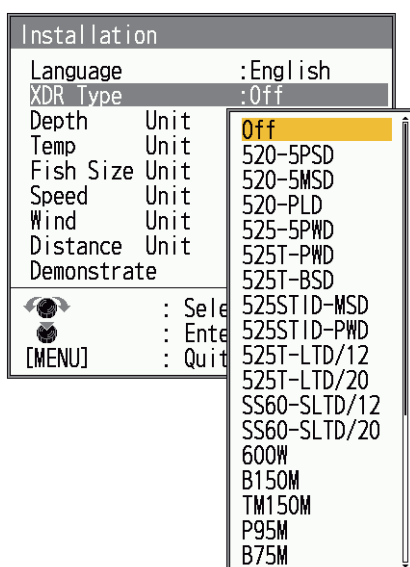 Installation
Language :English
XDR Type :Off
Depth Unit
Temp Unit
Fish Size Unit
Speed Unit
Wind Unit
Distance Unit
Demonstrate
: Sele
: Ente
[MENU] : Quit
Off
520-5PSD
520-5MSD
520-PLD
525-5PWD
525T-PWD
525T-BSD
525STID-MSD
525STID-PWD
525T-LTD/12
525T-LTD/20
SS60-SLTD/12
SS60-SLTD/20
600W
B150M
TM150M
P95M
B75M